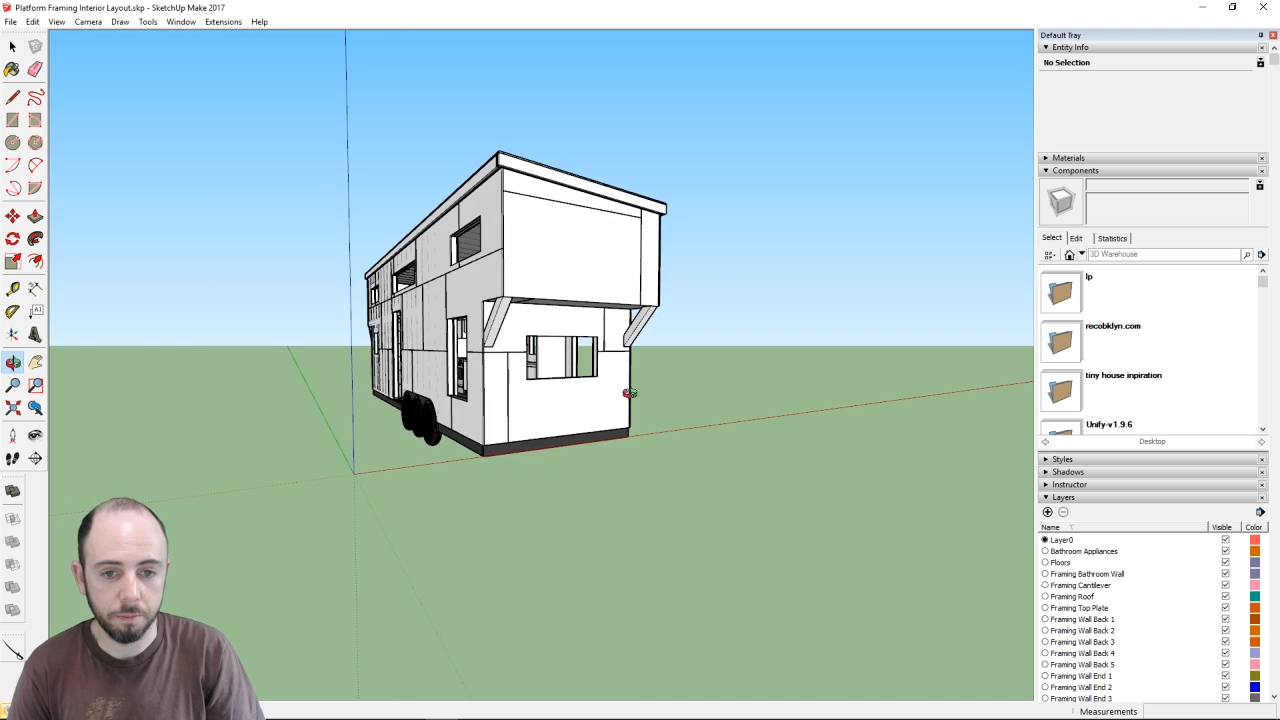 Platform Framing Interior Layout.skp - SketchUp Make 2017
File Edit View Camera Draw Tools Window Extensions Help
Default Tray
Entity Info
No Selection
Materials
Components
Select Edit Statistics
3D Warehouse
lp
recobklyn.com
tiny house inpiration
Unify-v1.9.6
Desktop
Styles
Shadows
Instructor
Layers
Name Visible Color
Layer0
Bathroom Appliances
Floors
Framing Bathroom Wall
Framing Cantilever
Framing Roof
Framing Top Plate
Framing Wall Back 1
Framing Wall Back 2
Framing Wall Back 3
Framing Wall Back 4
Framing Wall Back 5
Framing Wall End 1
Framing Wall End 2
Framing Wall End 3
Measurements